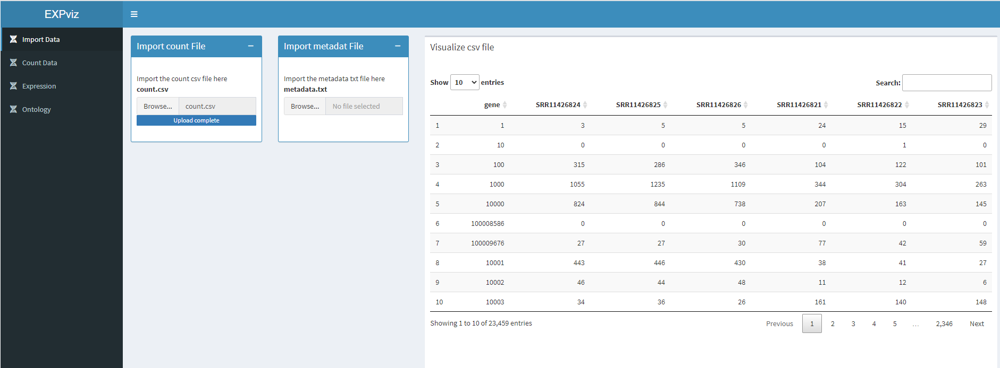 EXPviz
Import Data
Count Data
Expression
Ontology
Import count File
Import the count csv file here
count.csv
Browse... count.csv
Upload complete
Import metadat File
Import the metadata txt file here
metadata.txt
Browse... No file selected
Visualize csv file
Show 10 entries Search:
gene SRR11426824 SRR11426825 SRR11426826 SRR11426821 SRR11426822 SRR11426823
1 1 3 5 5 24 15 29
2 10 0 0 0 0 1 0
3 100 315 286 346 104 122 101
4 1000 1055 1235 1109 344 304 263
5 10000 824 844 738 207 163 145
6 100008586 0 0 0 0 0 0
7 100009676 27 27 30 77 42 59
8 10001 443 446 430 38 41 27
9 10002 46 44 48 11 12 6
10 10003 34 36 26 161 140 148
Showing 1 to 10 of 23,459 entries Previous 1 2 3 4 5 … 2,346 Next